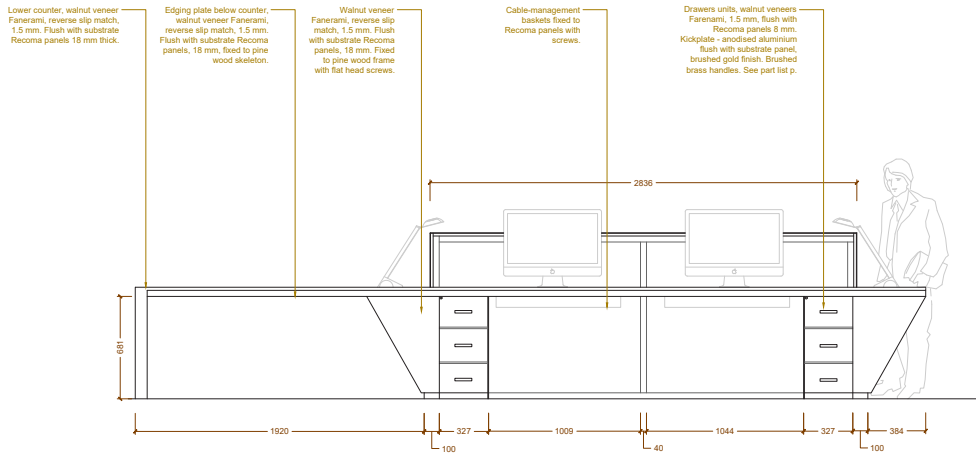 Lower counter, walnut veneer
Fanerami, reverse slip match,
1.5 mm. Flush with substrate
Recoma panels 18 mm thick.
Edging plate below counter,
walnut veneer Fanerami,
reverse slip match, 1.5 mm.
Flush with substrate Recoma
panels, 18 mm, fixed to pine
wood skeleton.
Walnut veneer
Fanerami, reverse slip
match, 1.5 mm. Flush
with substrate Recoma
panels, 18 mm. Fixed
to pine wood frame
with flat head screws.
Cable-management
baskets fixed to
Recoma panels with
screws.
Drawers units, walnut veneers
Farenami, 1.5 mm, flush with
Recoma panels 8 mm.
Kickplate - anodised aluminium
flush with substrate panel,
brushed gold finish. Brushed
brass handles. See part list p.
2836
681
1920
327
1009
1044
327
384
100
40
100